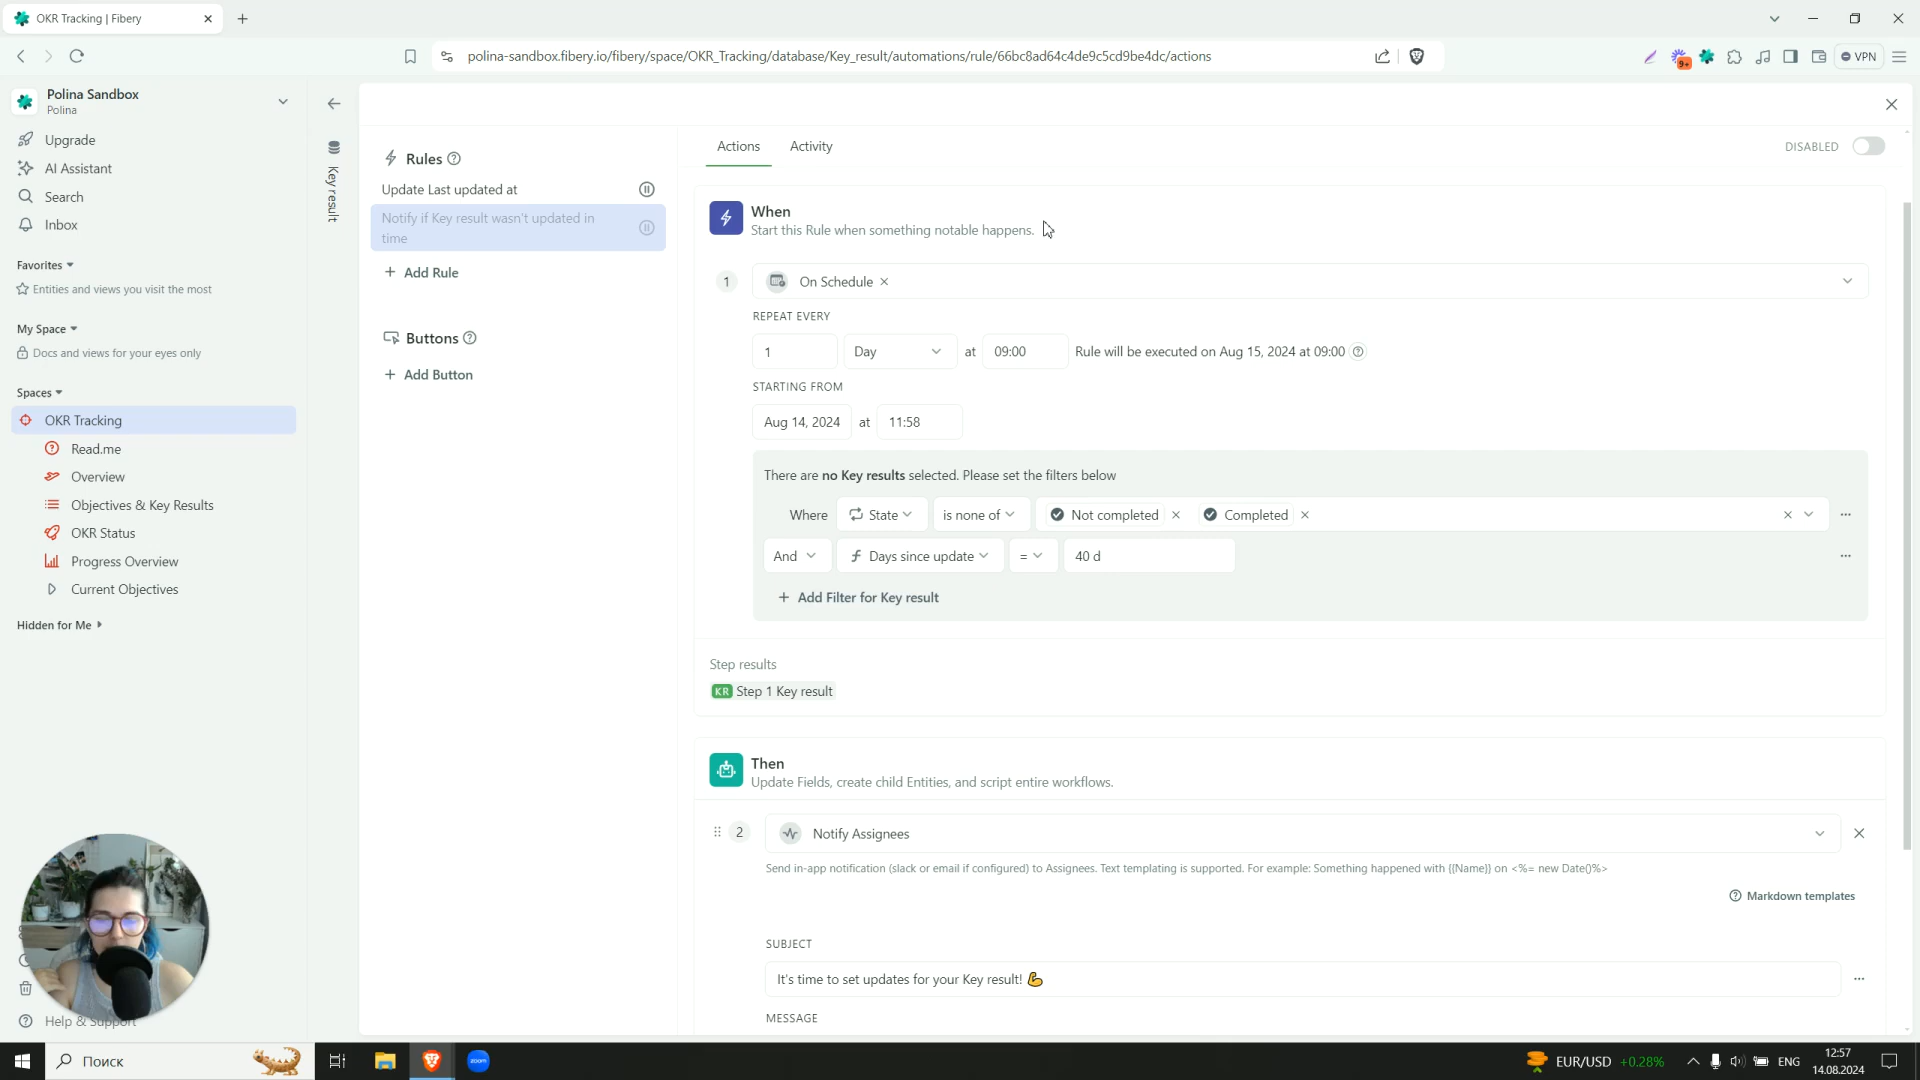 OKR Tracking | Fibery
polina-sandbox.fibery.io/fibery/space/OKR_Tracking/database/Key_result/automations/rule/66bc8ad64c4de9c5cd9be4dc/actions
9+
VPN
Polina Sandbox
Polina
Upgrade
AI Assistant
Search
Inbox
Favorites
Entities and views you visit the most
My Space
Docs and views for your eyes only
Spaces
OKR Tracking
Read.me
Overview
Objectives & Key Results
OKR Status
Progress Overview
Current Objectives
Hidden for Me
Help & Support
Key result
Rules
Update Last updated at
Notify if Key result wasn't updated in
time
+ Add Rule
Buttons
+ Add Button
Actions
Activity
DISABLED
When
Start this Rule when something notable happens.
1
On Schedule
REPEAT EVERY
1
Day
at
09:00
Rule will be executed on Aug 15, 2024 at 09:00
STARTING FROM
Aug 14, 2024
at
11:58
There are no Key results selected. Please set the filters below
Where
State
is none of
Not completed
Completed
And
Days since update
=
40 d
+ Add Filter for Key result
Step results
KR Step 1 Key result
Then
Update Fields, create child Entities, and script entire workflows.
2
Notify Assignees
Send in-app notification (slack or email if configured) to Assignees. Text templating is supported. For example: Something happened with {{Name}} on <%= new Date()%>
Markdown templates
SUBJECT
It's time to set updates for your Key result! 💪
MESSAGE
Поиск
zoom
EUR/USD +0.28%
ENG
12:57
14.08.2024